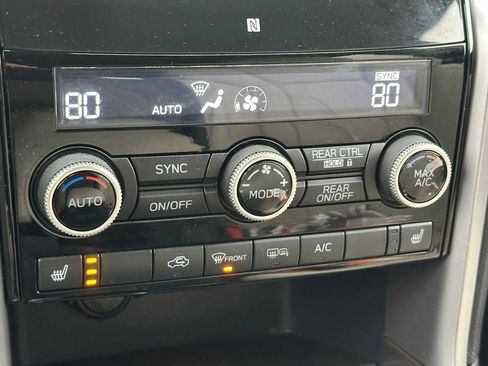 N
80 AUTO SYNC 80
SYNC
REAR CTRL
HOLD
AUTO
MODE
MAX
A/C
ON/OFF
REAR
ON/OFF
FRONT
A/C